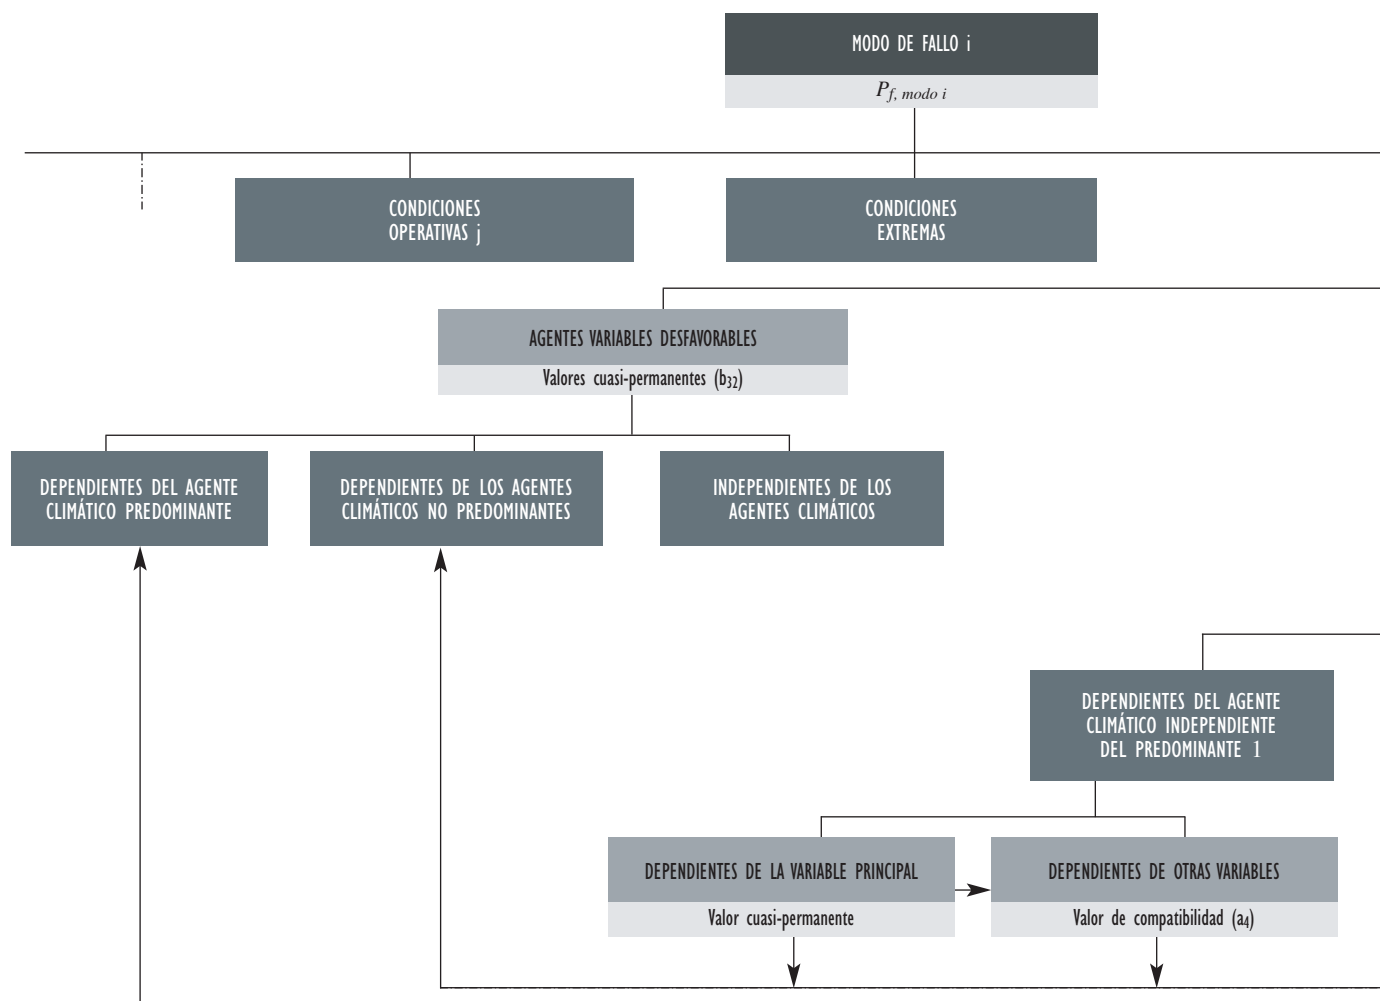 MODO DE FALLO i
Pf, modo i
CONDICIONES
OPERATIVAS j
CONDICIONES
EXTREMAS
AGENTES VARIABLES DESFAVORABLES
Valores cuasi-permanentes (b32)
DEPENDIENTES DEL AGENTE
CLIMÁTICO PREDOMINANTE
DEPENDIENTES DE LOS AGENTES
CLIMÁTICOS NO PREDOMINANTES
INDEPENDIENTES DE LOS
AGENTES CLIMÁTICOS
DEPENDIENTES DEL AGENTE
CLIMÁTICO INDEPENDIENTE
DEL PREDOMINANTE 1
DEPENDIENTES DE LA VARIABLE PRINCIPAL
Valor cuasi-permanente
DEPENDIENTES DE OTRAS VARIABLES
Valor de compatibilidad (a4)